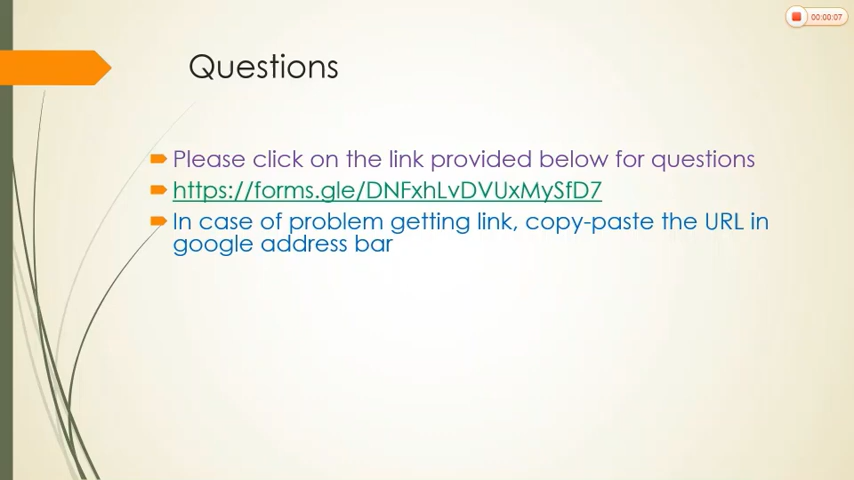 00:00:07
Questions
Please click on the link provided below for questions
https://forms.gle/DNFxhLvDVUxMySfD7
In case of problem getting link, copy-paste the URL in
google address bar